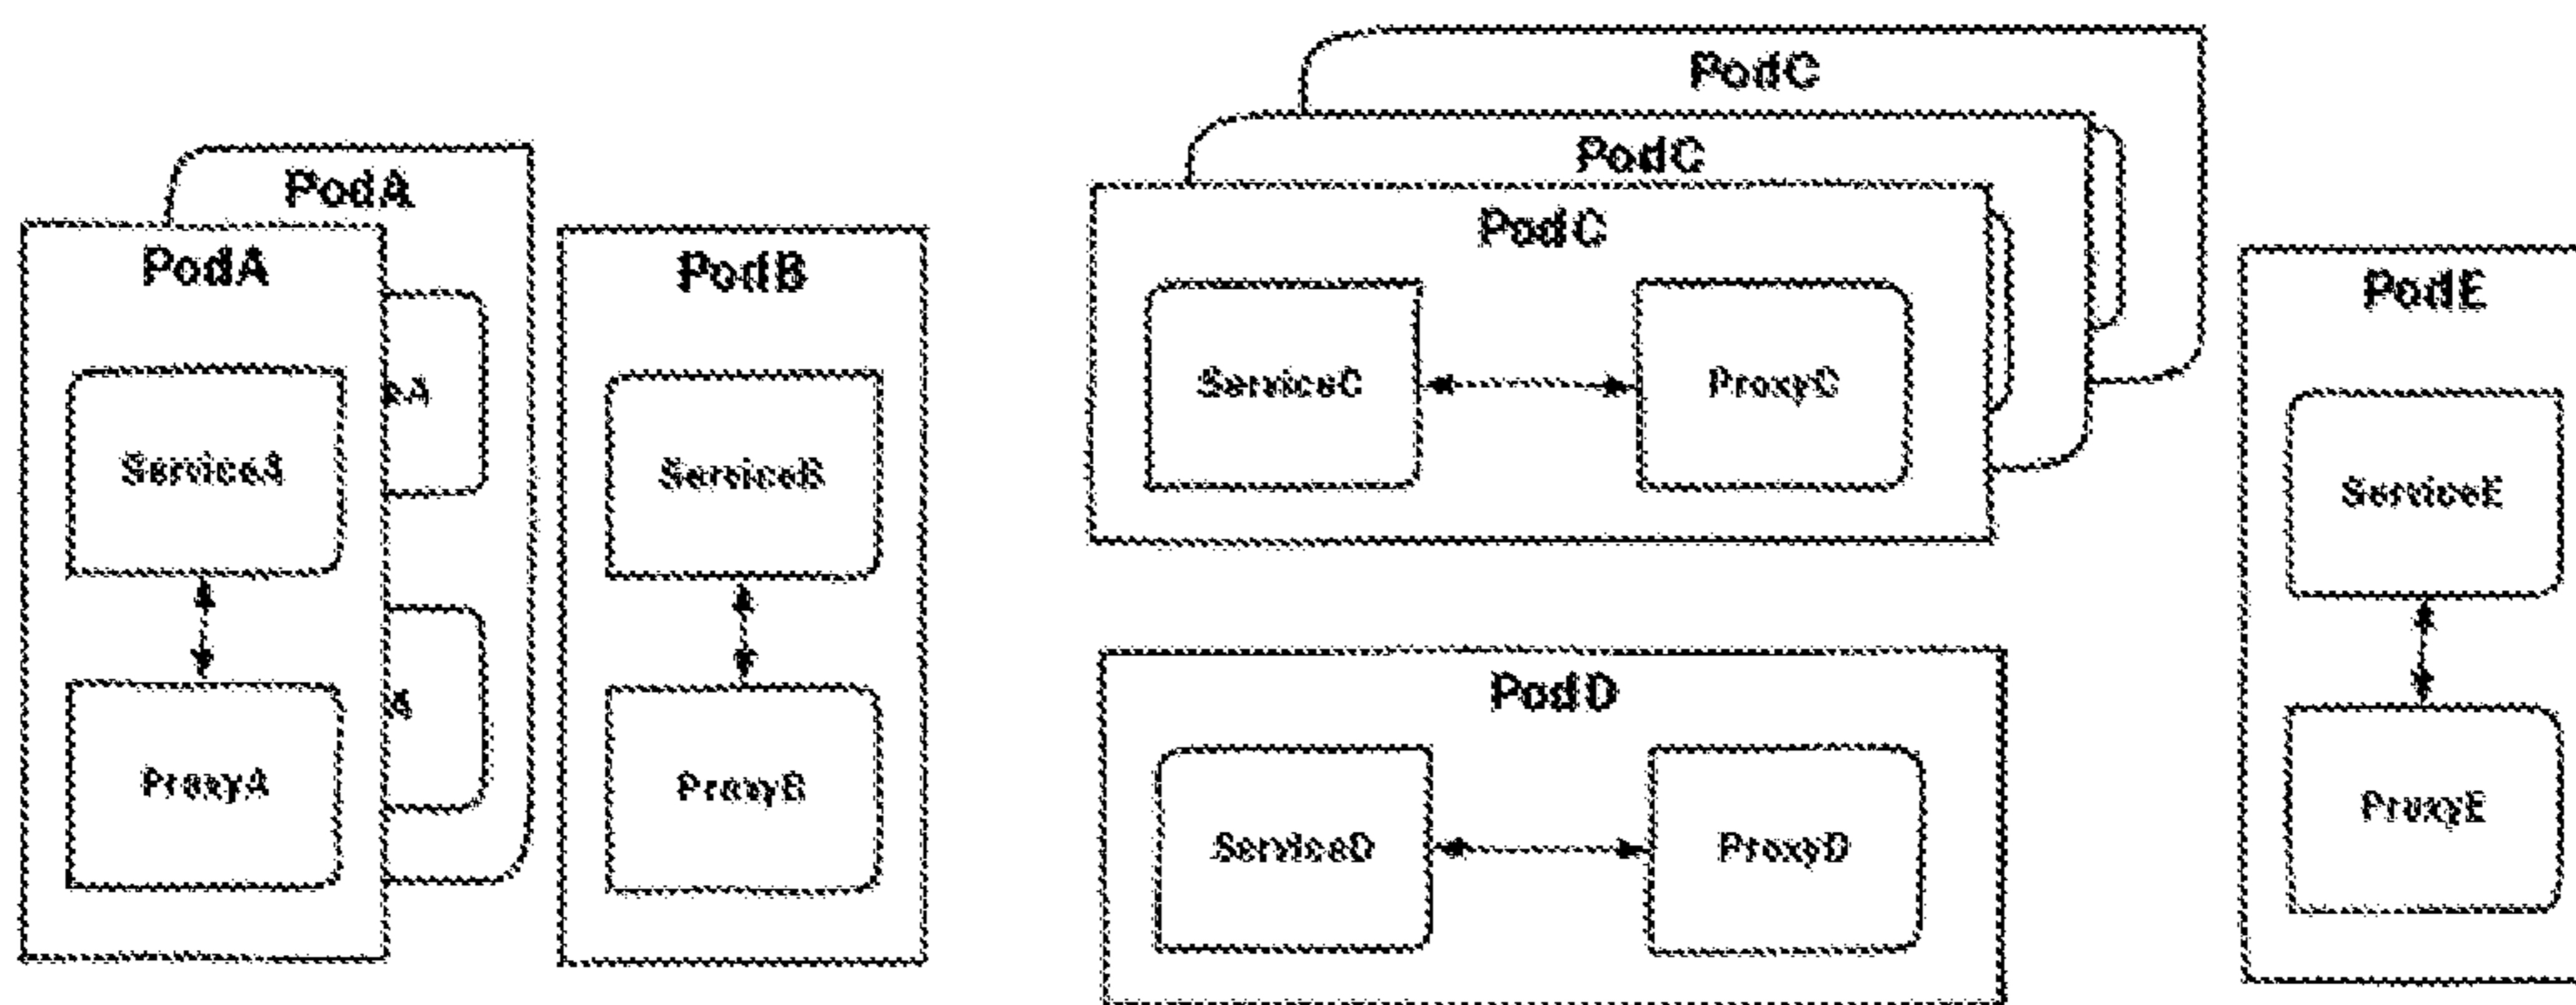 PodA
PodA
ServiceA
ProxyA
PodB
ServiceB
ProxyB
PodC
PodC
PodC
ServiceC
ProxyC
PodD
ServiceD
ProxyD
PodE
ServiceE
ProxyE